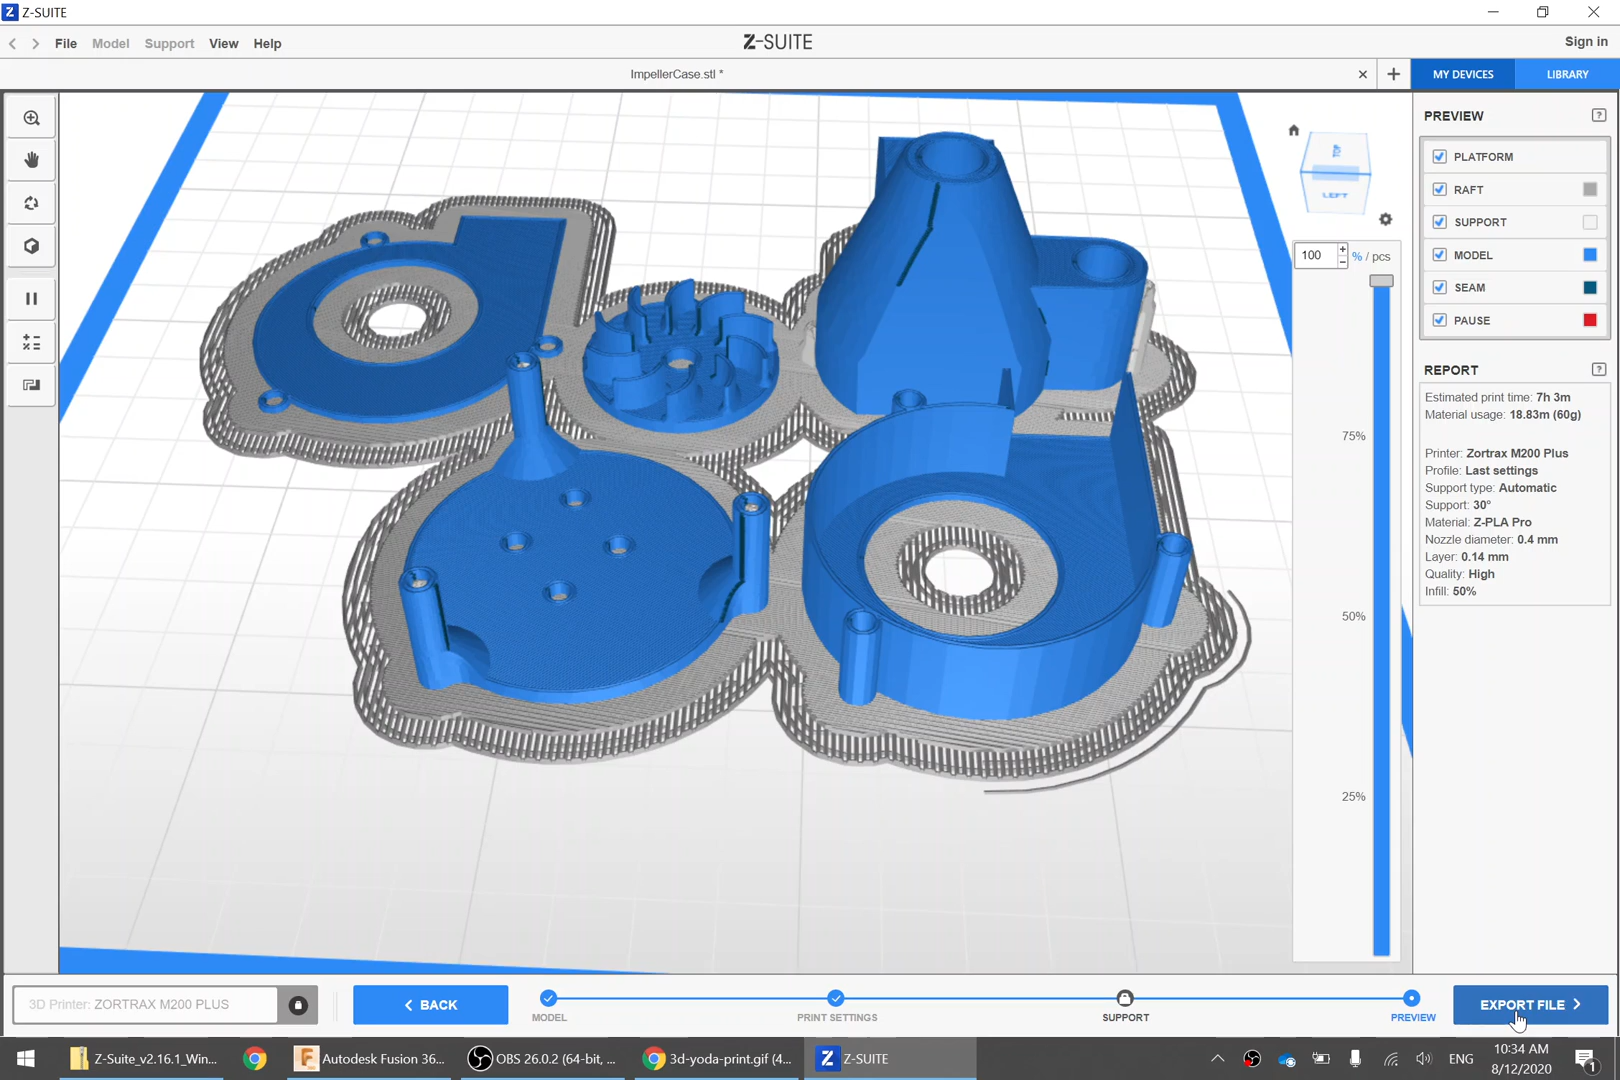 Z-SUITE
File Model Support View Help
Z-SUITE
Sign in
ImpellerCase.stl *
MY DEVICES
LIBRARY
TOP
LEFT
100 % / pcs
75%
50%
25%
PREVIEW ?
PLATFORM
RAFT
SUPPORT
MODEL
SEAM
PAUSE
REPORT ?
Estimated print time: 7h 3m
Material usage: 18.83m (60g)
Printer: Zortrax M200 Plus
Profile: Last settings
Support type: Automatic
Support: 30°
Material: Z-PLA Pro
Nozzle diameter: 0.4 mm
Layer: 0.14 mm
Quality: High
Infill: 50%
3D Printer: ZORTRAX M200 PLUS
BACK
MODEL
PRINT SETTINGS
SUPPORT
PREVIEW
EXPORT FILE
Z-Suite_v2.16.1_Win...
Autodesk Fusion 36...
OBS 26.0.2 (64-bit, ...
3d-yoda-print.gif (4...
Z-SUITE
ENG
10:34 AM
8/12/2020
1